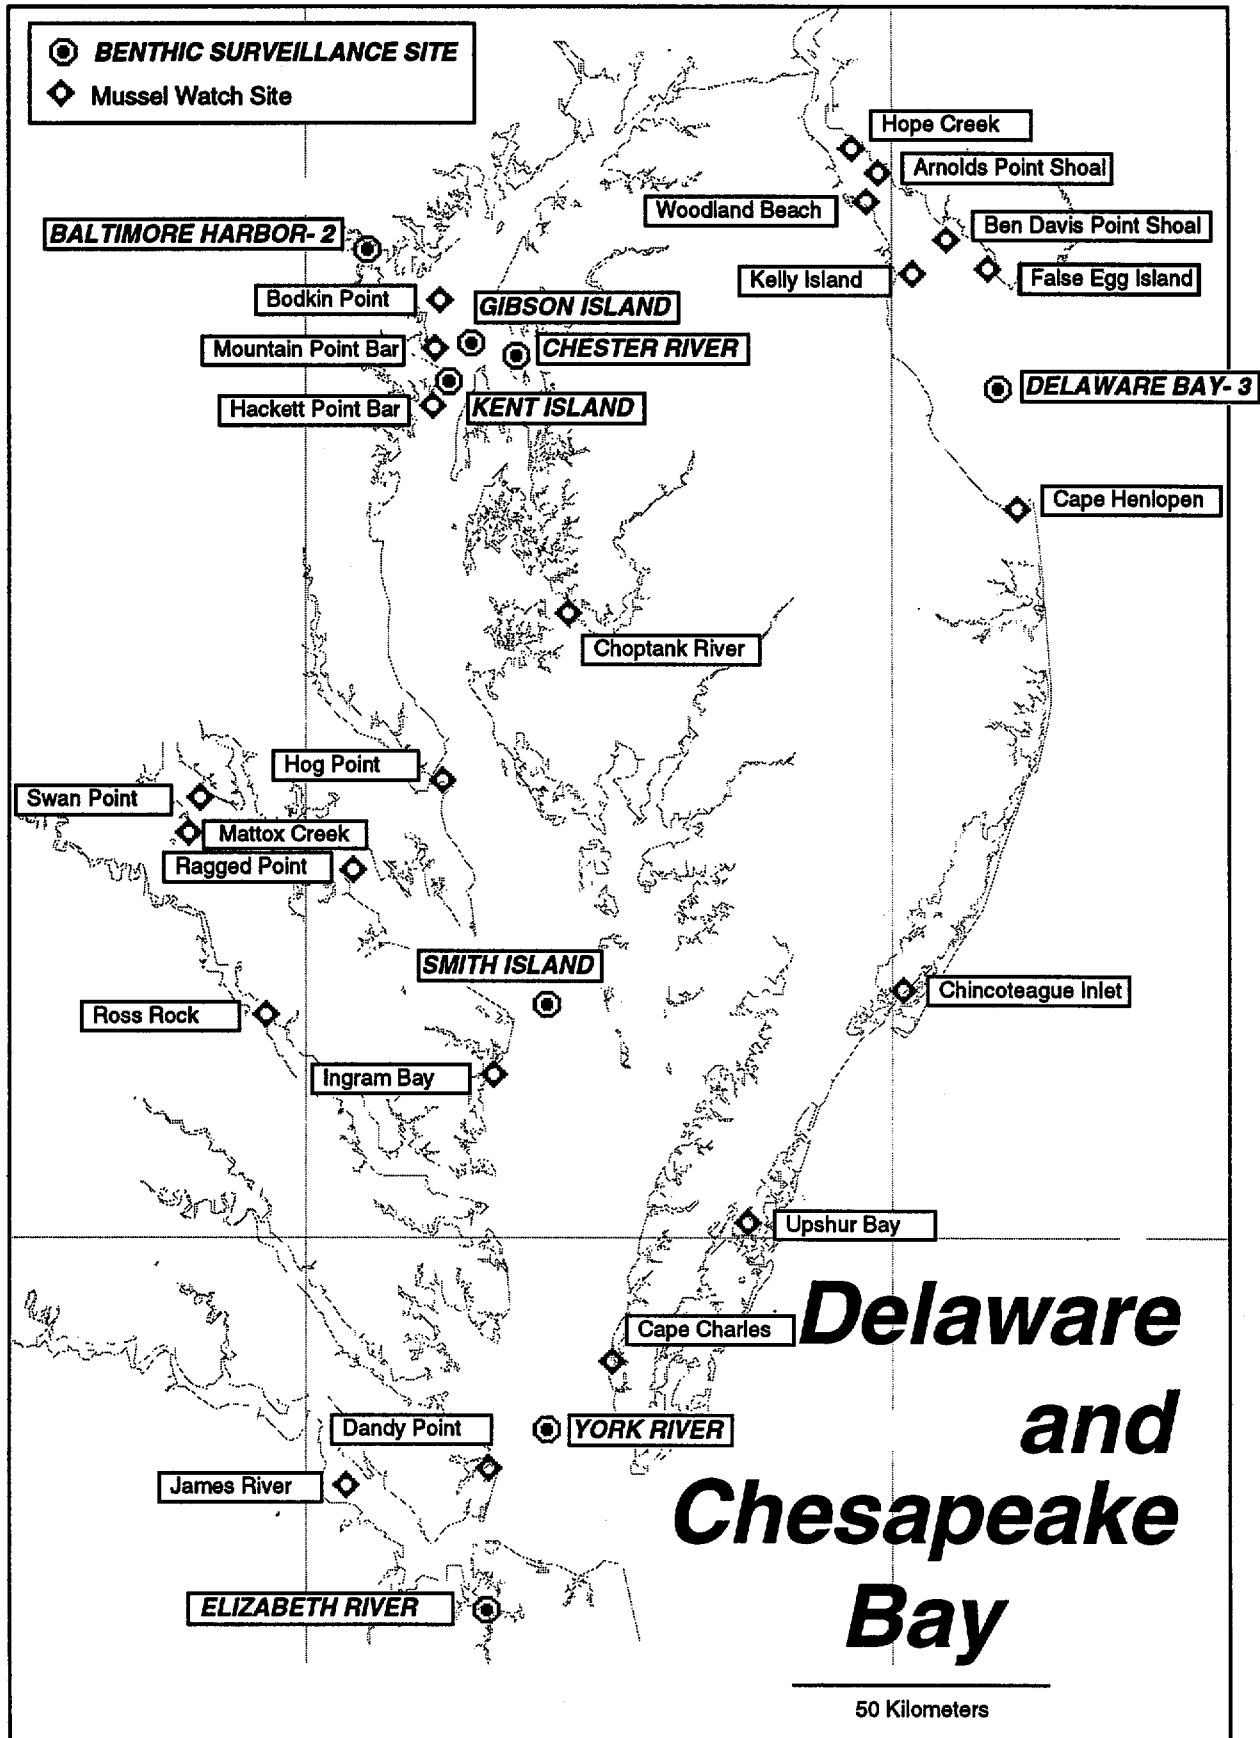 BENTHIC SURVEILLANCE SITE
Mussel Watch Site
Hope Creek
Arnolds Point Shoal
Woodland Beach
Ben Davis Point Shoal
BALTIMORE HARBOR- 2
Kelly Island
False Egg Island
Bodkin Point
GIBSON ISLAND
Mountain Point Bar
CHESTER RIVER
DELAWARE BAY- 3
Hackett Point Bar
KENT ISLAND
Cape Henlopen
Choptank River
Hog Point
Swan Point
Mattox Creek
Ragged Point
SMITH ISLAND
Chincoteague Inlet
Ross Rock
Ingram Bay
Upshur Bay
Cape Charles
Delaware
and
Chesapeake
Bay
Dandy Point
YORK RIVER
James River
ELIZABETH RIVER
50 Kilometers